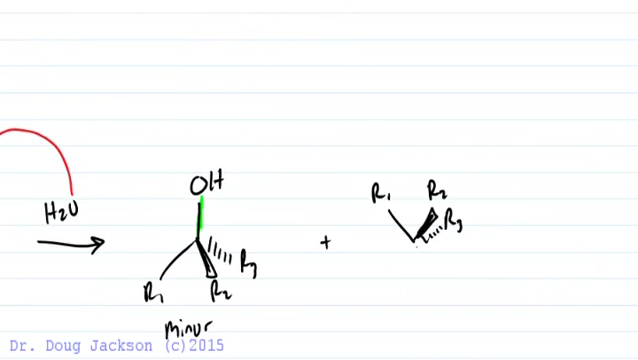 OH
R1 R2
R3
H2O
+
R3
R1 R2
minor
Dr. Doug Jackson (c)2015